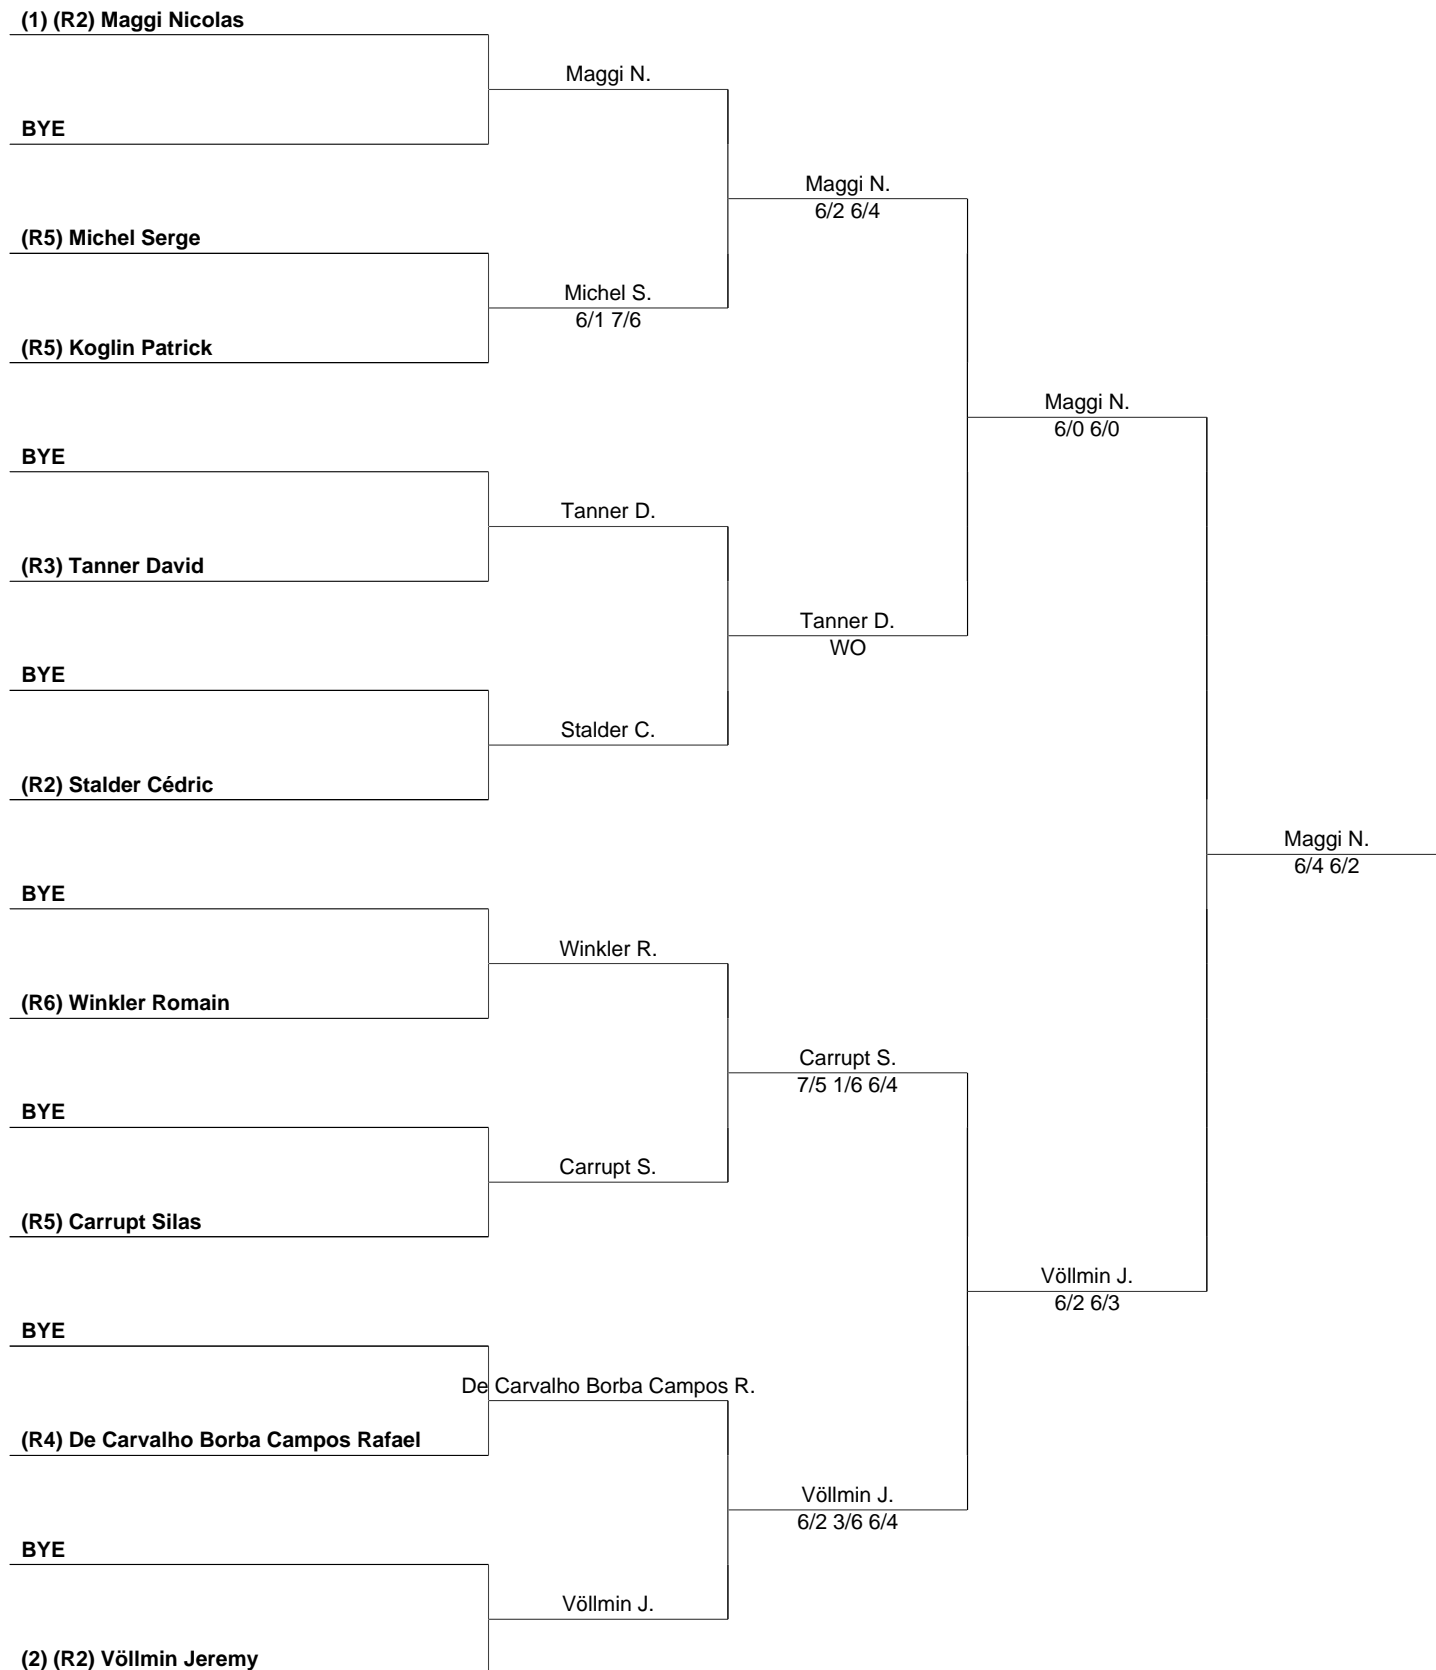 (1) (R2) Maggi Nicolas
Maggi N.
BYE
Maggi N.
6/2 6/4
(R5) Michel Serge
Michel S.
6/1 7/6
(R5) Koglin Patrick
Maggi N.
6/0 6/0
BYE
Tanner D.
(R3) Tanner David
Tanner D.
WO
BYE
Stalder C.
(R2) Stalder Cédric
Maggi N.
6/4 6/2
BYE
Winkler R.
(R6) Winkler Romain
Carrupt S.
7/5 1/6 6/4
BYE
Carrupt S.
(R5) Carrupt Silas
Völlmin J.
6/2 6/3
BYE
De Carvalho Borba Campos R.
(R4) De Carvalho Borba Campos Rafael
Völlmin J.
6/2 3/6 6/4
BYE
Völlmin J.
(2) (R2) Völlmin Jeremy